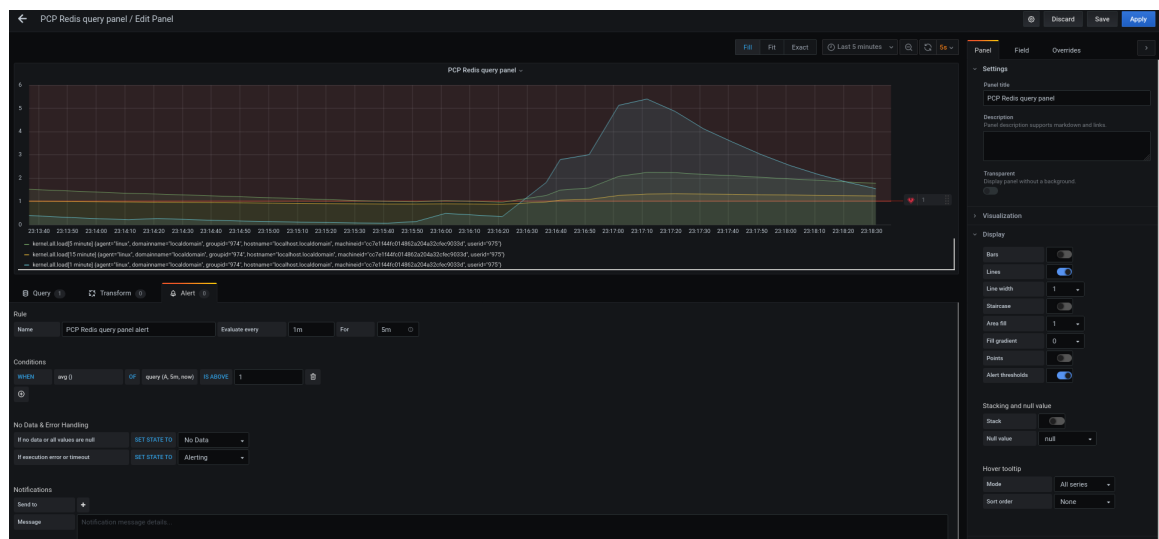 PCP Redis query panel / Edit Panel
Discard Save Apply
Fill Fit Exact Last 5 minutes 5s
Panel Field Overrides
PCP Redis query panel
Settings
Panel title
PCP Redis query panel
Description
Panel description supports markdown and links.
Transparent
Display panel without a background.
Visualization
Display
Bars
Lines
Line width 1
Staircase
Area fill 1
Fill gradient 0
Points
Alert thresholds
Stacking and null value
Stack
Null value null
Hover tooltip
Mode All series
Sort order None
6
5
4
3
2
1
0
1
23:13:40 23:13:50 23:14:00 23:14:10 23:14:20 23:14:30 23:14:40 23:14:50 23:15:00 23:15:10 23:15:20 23:15:30 23:15:40 23:15:50 23:16:00 23:16:10 23:16:20 23:16:30 23:16:40 23:16:50 23:17:00 23:17:10 23:17:20 23:17:30 23:17:40 23:17:50 23:18:00 23:18:10 23:18:20 23:18:30
kernel.all.load[5 minute] {agent="linux", domainname="localdomain", groupid="974", hostname="localhost.localdomain", machineid="cc7e1f44fc014862a204a32cfec9033d", userid="975"}
kernel.all.load[15 minute] {agent="linux", domainname="localdomain", groupid="974", hostname="localhost.localdomain", machineid="cc7e1f44fc014862a204a32cfec9033d", userid="975"}
kernel.all.load[1 minute] {agent="linux", domainname="localdomain", groupid="974", hostname="localhost.localdomain", machineid="cc7e1f44fc014862a204a32cfec9033d", userid="975"}
Query 1 Transform 0 Alert 0
Rule
Name PCP Redis query panel alert Evaluate every 1m For 5m
Conditions
WHEN avg () OF query (A, 5m, now) IS ABOVE 1
No Data & Error Handling
If no data or all values are null SET STATE TO No Data
If execution error or timeout SET STATE TO Alerting
Notifications
Send to
Message Notification message details...